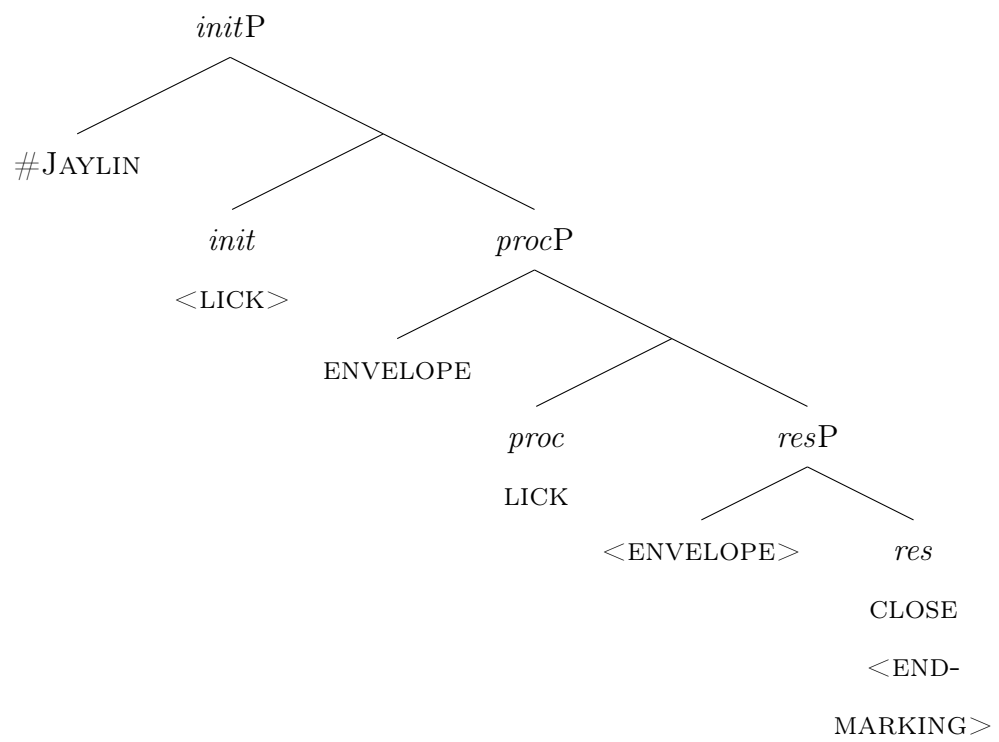 initP
#JAYLIN
init
<LICK>
procP
ENVELOPE
proc
LICK
resP
<ENVELOPE>
res
CLOSE
<END-
MARKING>